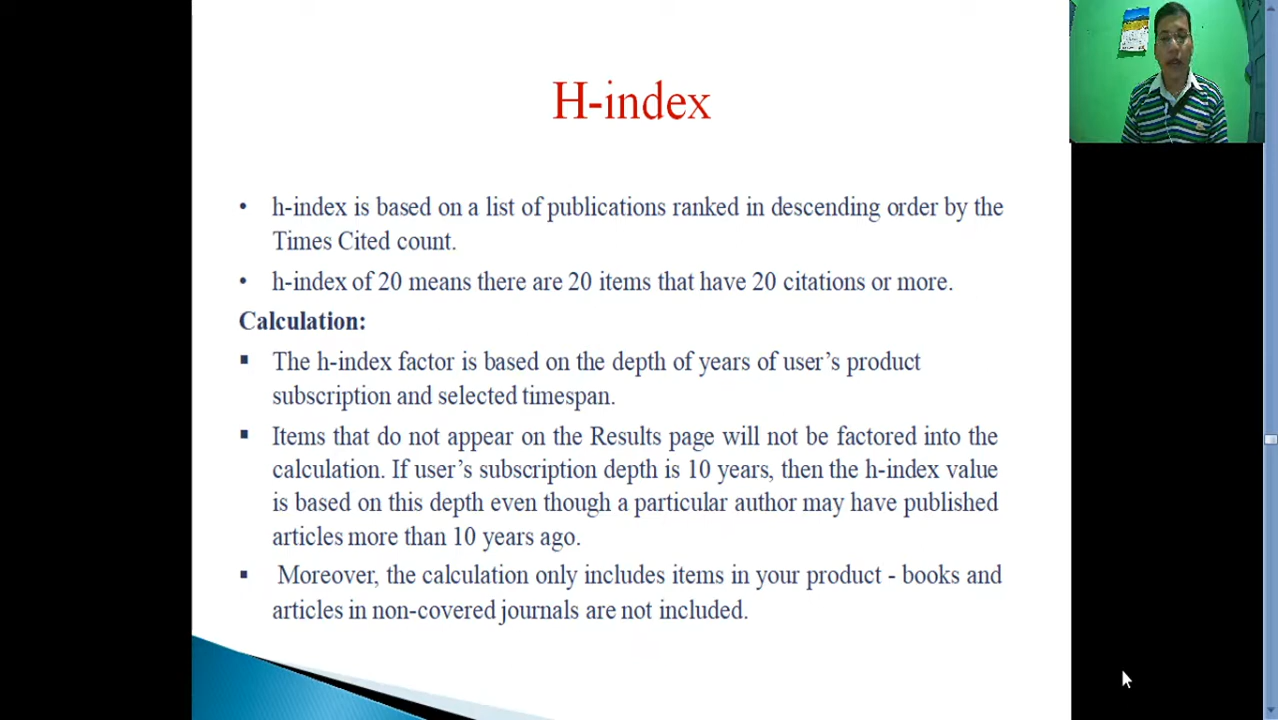 H-index
• h-index is based on a list of publications ranked in descending order by the
Times Cited count.
• h-index of 20 means there are 20 items that have 20 citations or more.
Calculation:
▪ The h-index factor is based on the depth of years of user’s product
subscription and selected timespan.
▪ Items that do not appear on the Results page will not be factored into the
calculation. If user’s subscription depth is 10 years, then the h-index value
is based on this depth even though a particular author may have published
articles more than 10 years ago.
▪ Moreover, the calculation only includes items in your product - books and
articles in non-covered journals are not included.